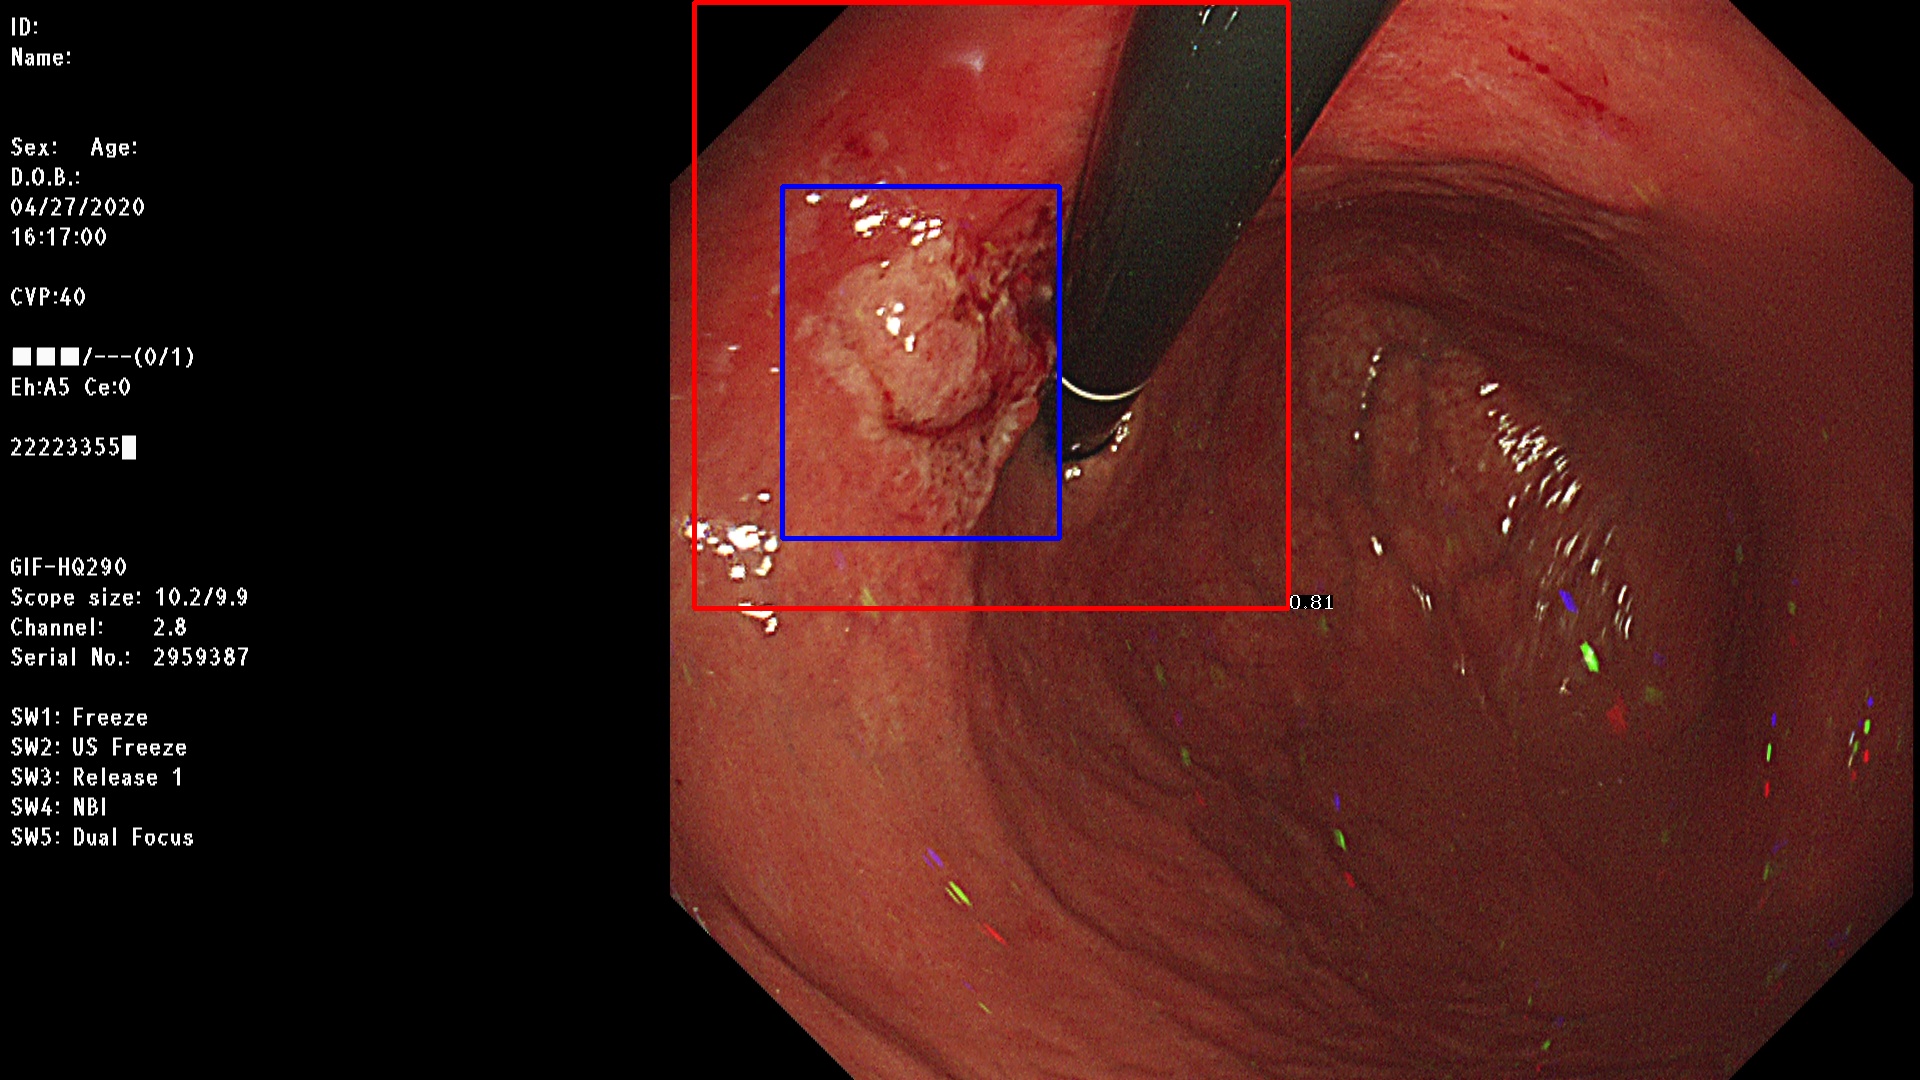 ID:
Name:
Sex: Age:
D.O.B.:
04/27/2020
16:17:00
CVP:40
■■■/---(0/1)
Eh:A5 Ce:0
22223355
GIF-HQ290
Scope size: 10.2/9.9
Channel: 2.8
Serial No.: 2959387
SW1: Freeze
SW2: US Freeze
SW3: Release 1
SW4: NBI
SW5: Dual Focus
0.81